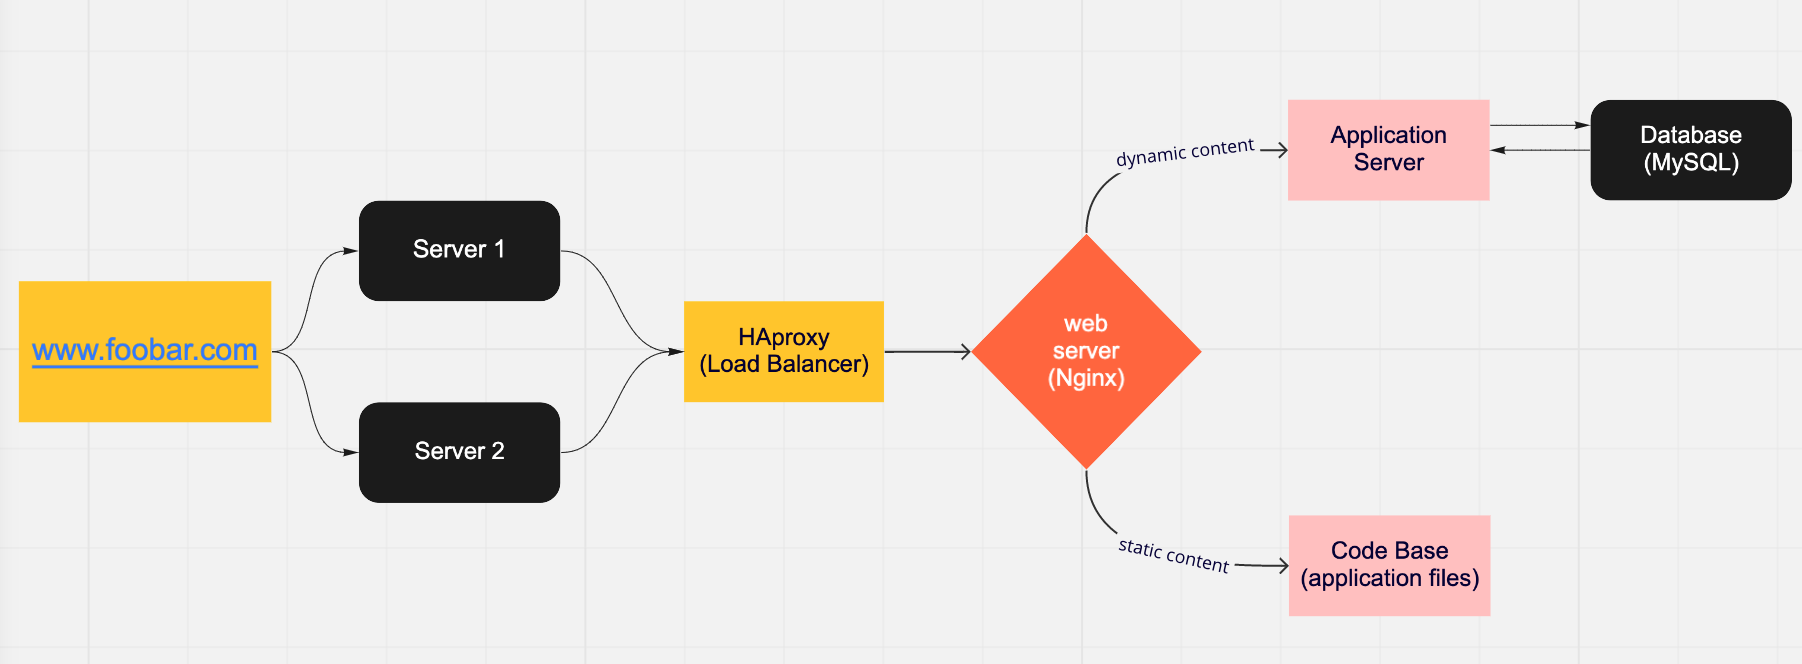 www.foobar.com
Server 1
Server 2
HAproxy
(Load Balancer)
web
server
(Nginx)
dynamic content
static content
Application
Server
Database
(MySQL)
Code Base
(application files)